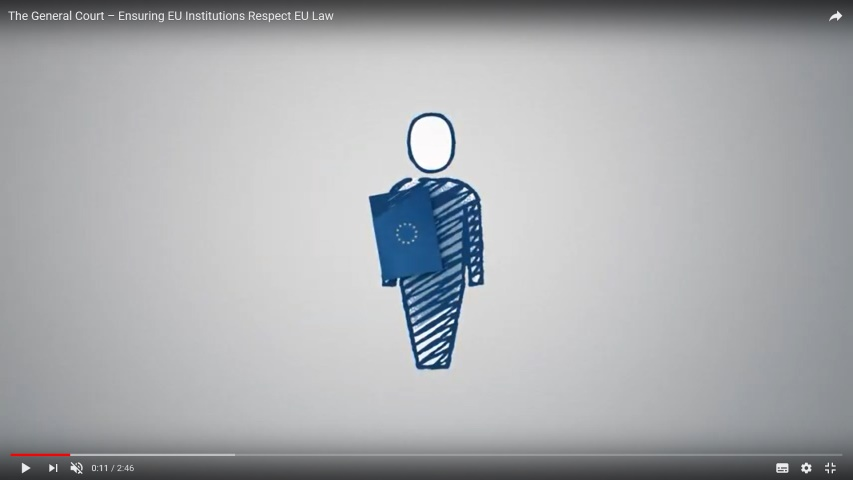 The General Court – Ensuring EU Institutions Respect EU Law
0:11 / 2:46